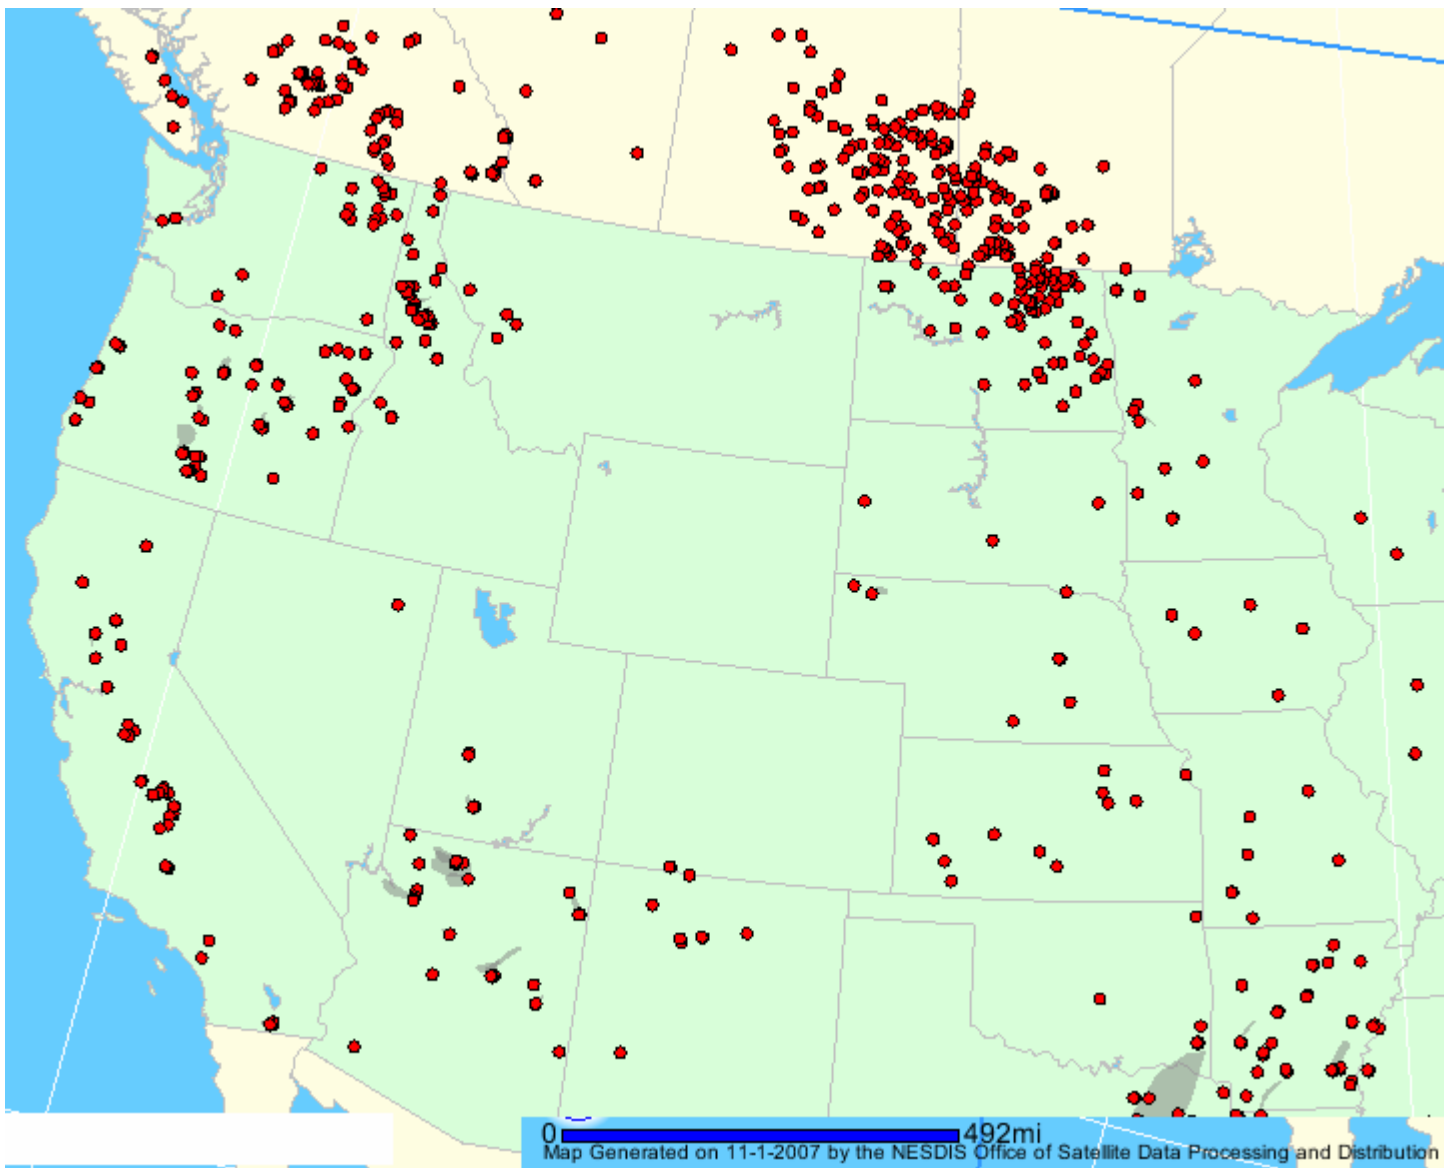 0 492mi
Map Generated on 11-1-2007 by the NESDIS Office of Satellite Data Processing and Distribution